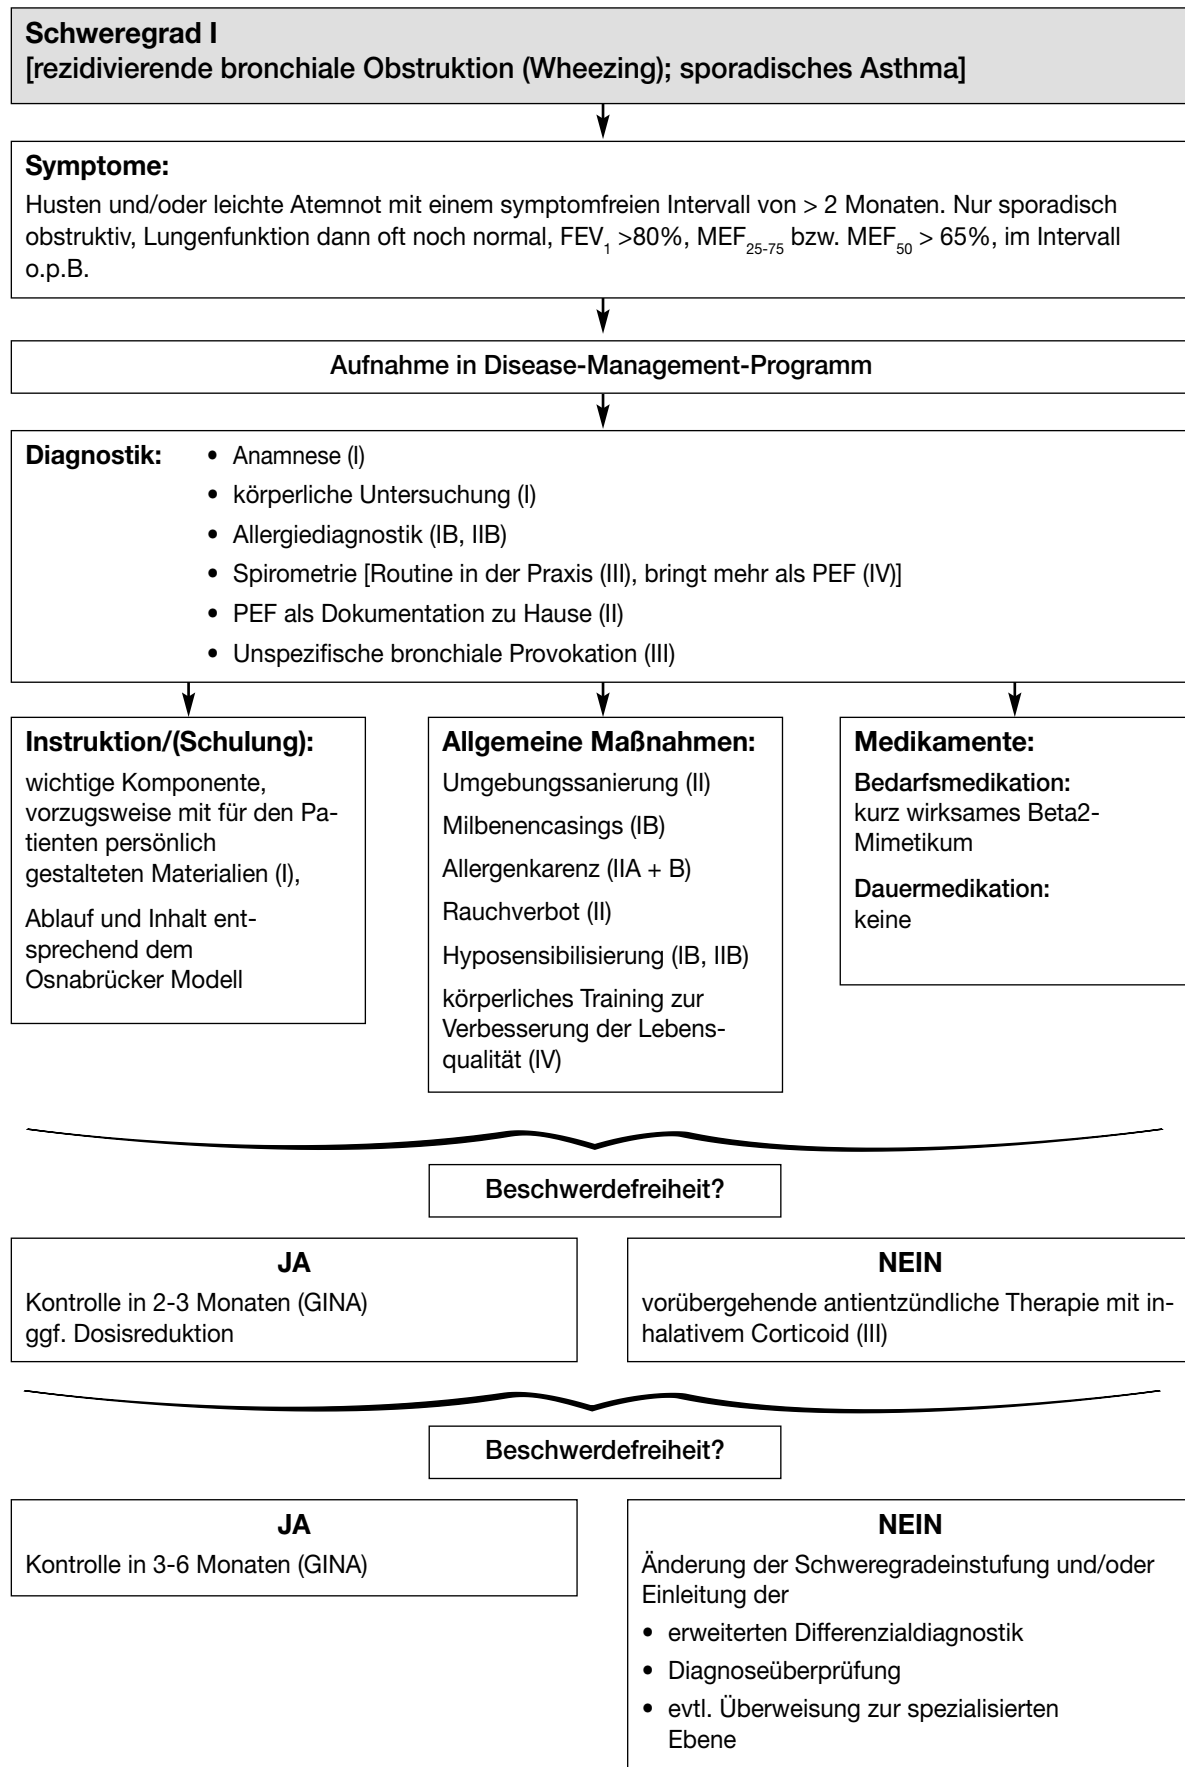 Schweregrad I
[rezidivierende bronchiale Obstruktion (Wheezing); sporadisches Asthma]
Symptome:
Husten und/oder leichte Atemnot mit einem symptomfreien Intervall von > 2 Monaten. Nur sporadisch
obstruktiv, Lungenfunktion dann oft noch normal, FEV1 >80%, MEF25-75 bzw. MEF50 > 65%, im Intervall
o.p.B.
Aufnahme in Disease-Management-Programm
Diagnostik:
• Anamnese (I)
• körperliche Untersuchung (I)
• Allergiediagnostik (IB, IIB)
• Spirometrie [Routine in der Praxis (III), bringt mehr als PEF (IV)]
• PEF als Dokumentation zu Hause (II)
• Unspezifische bronchiale Provokation (III)
Instruktion/(Schulung):
wichtige Komponente,
vorzugsweise mit für den Pa-
tienten persönlich
gestalteten Materialien (I),
Ablauf und Inhalt ent-
sprechend dem
Osnabrücker Modell
Allgemeine Maßnahmen:
Umgebungssanierung (II)
Milbenencasings (IB)
Allergenkarenz (IIA + B)
Rauchverbot (II)
Hyposensibilisierung (IB, IIB)
körperliches Training zur
Verbesserung der Lebens-
qualität (IV)
Medikamente:
Bedarfsmedikation:
kurz wirksames Beta2-
Mimetikum
Dauermedikation:
keine
Beschwerdefreiheit?
JA
Kontrolle in 2-3 Monaten (GINA)
ggf. Dosisreduktion
NEIN
vorübergehende antientzündliche Therapie mit in-
halativem Corticoid (III)
Beschwerdefreiheit?
JA
Kontrolle in 3-6 Monaten (GINA)
NEIN
Änderung der Schweregradeinstufung und/oder
Einleitung der
• erweiterten Differenzialdiagnostik
• Diagnoseüberprüfung
• evtl. Überweisung zur spezialisierten
Ebene